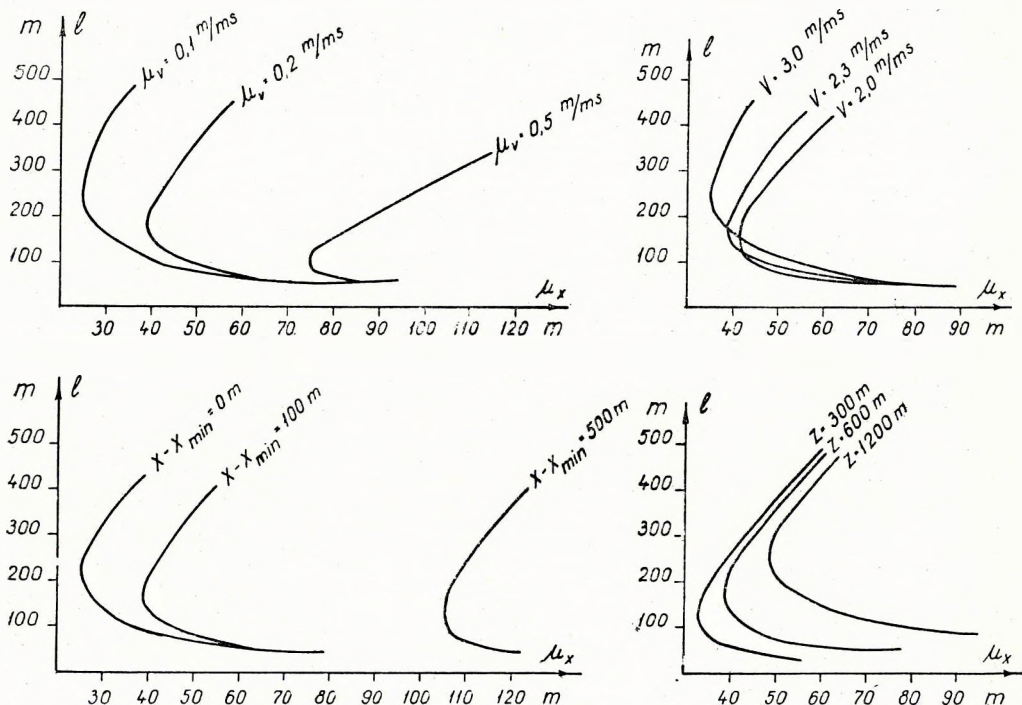 m ℓ
μv = 0,1 m/ms
μv = 0,2 m/ms
μv = 0,5 m/ms
500
400
300
200
100
μx
30 40 50 60 70 80 90 100 110 120 m
m ℓ
V = 3,0 m/ms
V = 2,3 m/ms
V = 2,0 m/ms
500
400
300
200
100
μx
40 50 60 70 80 90 m
m ℓ
X-Xmin = 0 m
X-Xmin = 100 m
X-Xmin = 500 m
500
400
300
200
100
μx
30 40 50 60 70 80 90 100 110 120 m
m ℓ
Z = 300 m
Z = 600 m
Z = 1200 m
500
400
300
200
100
μx
40 50 60 70 80 90 m